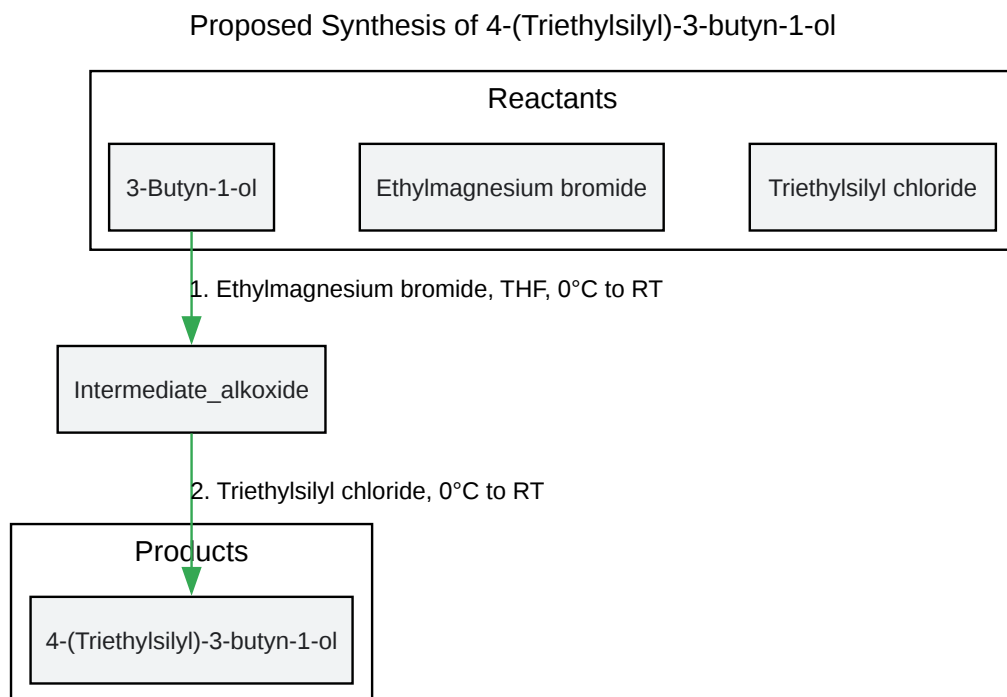 Proposed Synthesis of 4-(Triethylsilyl)-3-butyn-1-ol
Reactants
3-Butyn-1-ol
Ethylmagnesium bromide
Triethylsilyl chloride
1. Ethylmagnesium bromide, THF, 0°C to RT
Intermediate_alkoxide
2. Triethylsilyl chloride, 0°C to RT
Products
4-(Triethylsilyl)-3-butyn-1-ol